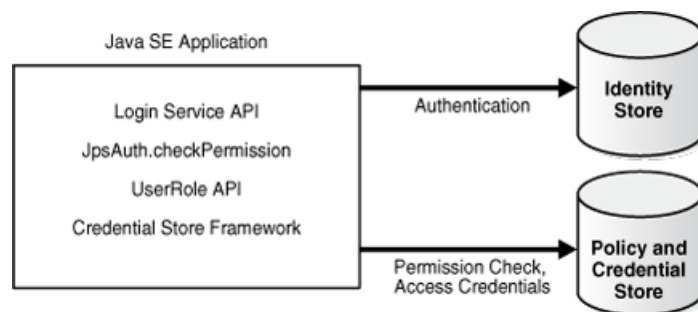 Java SE Application
Login Service API
JpsAuth.checkPermission
UserRole API
Credential Store Framework
Authentication
Identity
Store
Permission Check,
Access Credentials
Policy and
Credential
Store